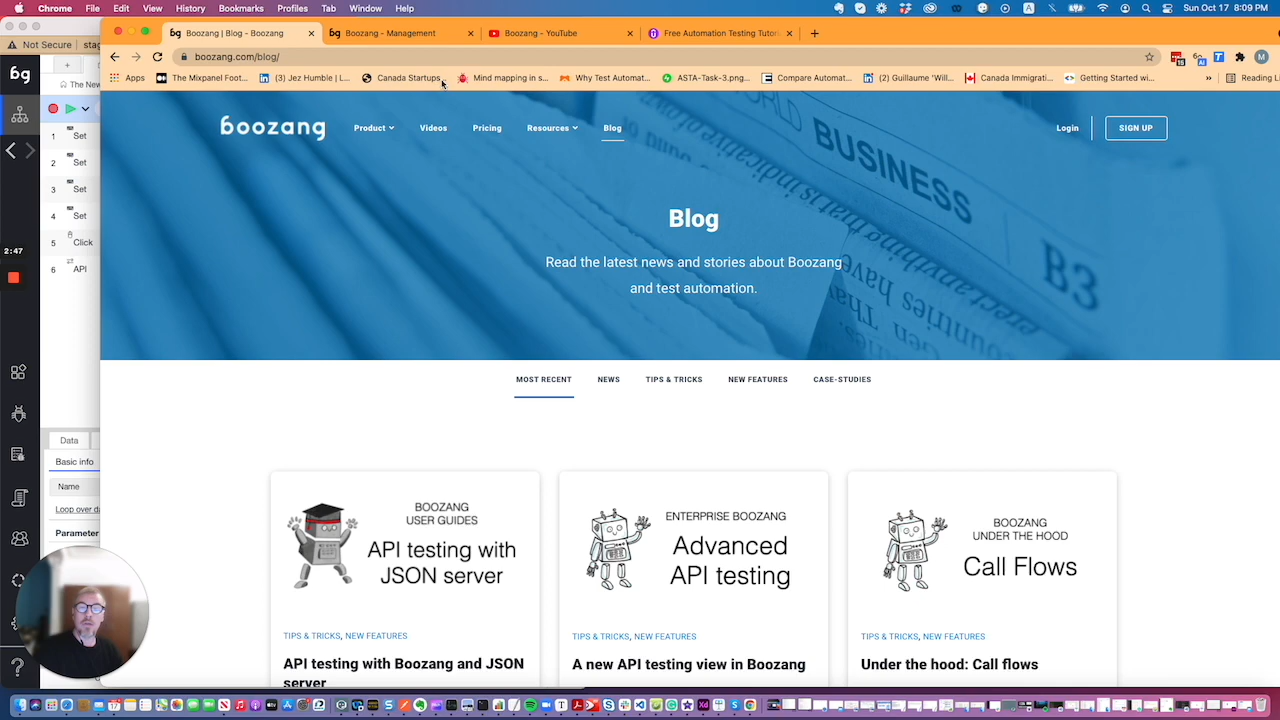 Chrome File Edit View History Bookmarks Profiles Tab Window Help
Sun Oct 17 8:09 PM
Boozang | Blog - Boozang
Boozang - Management
Boozang - YouTube
Free Automation Testing Tutori
Not Secure
stag
boozang.com/blog/
Apps
The Mixpanel Foot...
(3) Jez Humble | L...
Canada Startups
Mind mapping in s...
Why Test Automat...
ASTA-Task-3.png...
Compare Automat...
(2) Guillaume 'Will...
Canada Immigrati...
Getting Started wi...
Reading Li
bg
The New
1 Set
2 Set
3 Set
4 Set
5 Click
6 API
2:47
Data
Basic info
Name
Loop over da
Parameter
boozang
Product
Videos
Pricing
Resources
Blog
Login
SIGN UP
BUSINESS
B3
Blog
Read the latest news and stories about Boozang
and test automation.
MOST RECENT
NEWS
TIPS & TRICKS
NEW FEATURES
CASE-STUDIES
BOOZANG
USER GUIDES
API testing with
JSON server
TIPS & TRICKS, NEW FEATURES
API testing with Boozang and JSON
server
ENTERPRISE BOOZANG
Advanced
API testing
TIPS & TRICKS, NEW FEATURES
A new API testing view in Boozang
BOOZANG
UNDER THE HOOD
Call Flows
TIPS & TRICKS, NEW FEATURES
Under the hood: Call flows